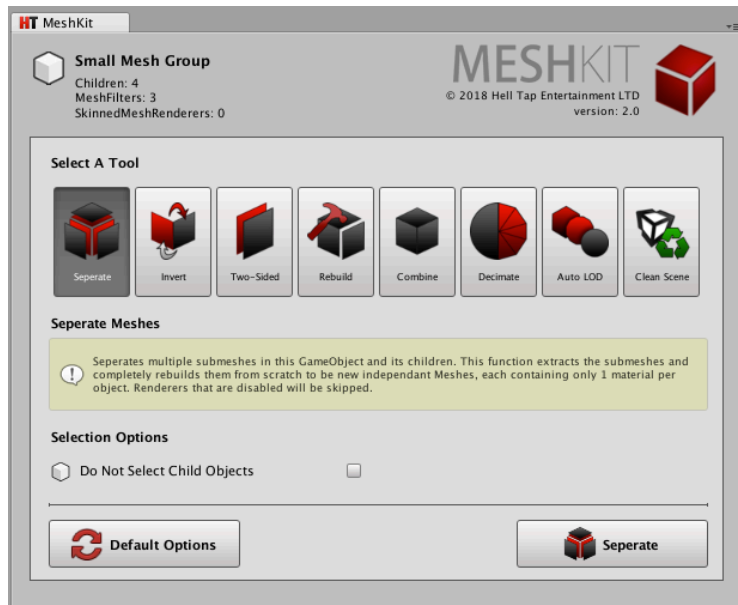 HT MeshKit
Small Mesh Group
Children: 4
MeshFilters: 3
SkinnedMeshRenderers: 0
MESHKIT
© 2018 Hell Tap Entertainment LTD
version: 2.0
Select A Tool
Seperate
Invert
Two-Sided
Rebuild
Combine
Decimate
Auto LOD
Clean Scene
Seperate Meshes
Seperates multiple submeshes in this GameObject and its children. This function extracts the submeshes and
completely rebuilds them from scratch to be new independant Meshes, each containing only 1 material per
object. Renderers that are disabled will be skipped.
Selection Options
Do Not Select Child Objects
Default Options
Seperate